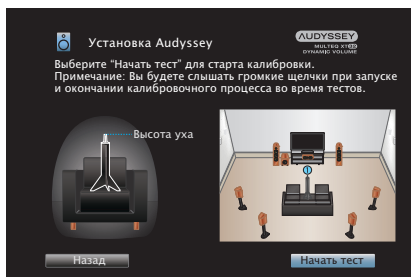 Установка Audyssey
AUDYSSEY
MULTEQ XT32
DYNAMIC VOLUME
Выберите “Начать тест” для старта калибровки.
Примечание: Вы будете слышать громкие щелчки при запуске
и окончании калибровочного процесса во время тестов.
Высота уха
Назад
Начать тест